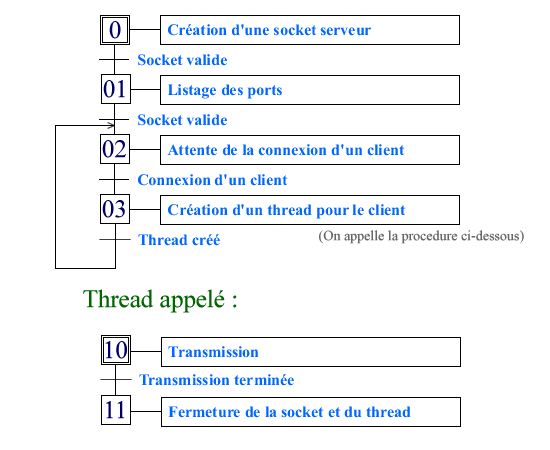 0 Création d'une socket serveur
Socket valide
01 Listage des ports
Socket valide
02 Attente de la connexion d'un client
Connexion d'un client
03 Création d'un thread pour le client
(On appelle la procedure ci-dessous)
Thread créé
Thread appelé :
10 Transmission
Transmission terminée
11 Fermeture de la socket et du thread